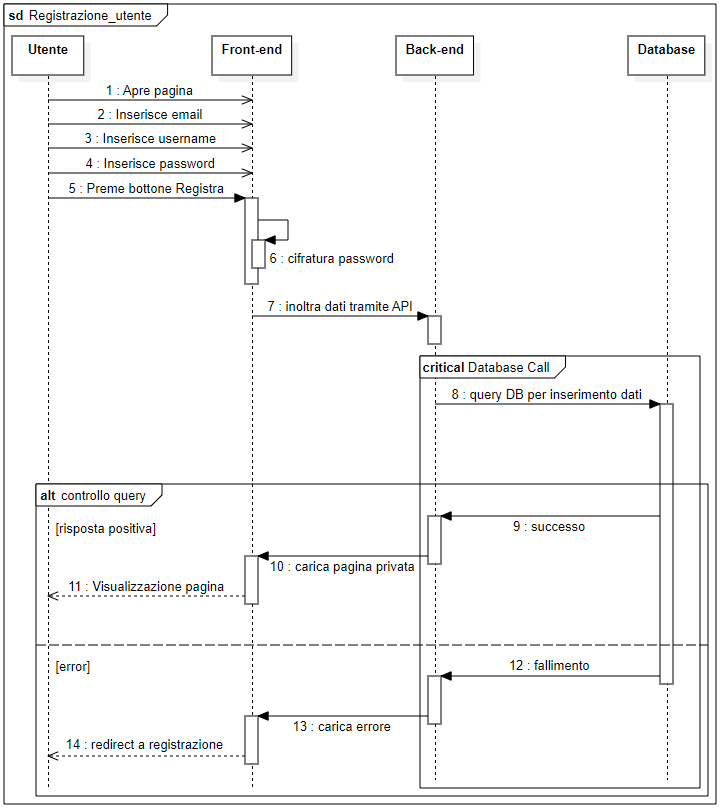 sd Registrazione_utente
Utente
Front-end
Back-end
Database
1 : Apre pagina
2 : Inserisce email
3 : Inserisce username
4 : Inserisce password
5 : Preme bottone Registra
6 : cifratura password
7 : inoltra dati tramite API
critical Database Call
8 : query DB per inserimento dati
alt controllo query
[risposta positiva]
9 : successo
10 : carica pagina privata
11 : Visualizzazione pagina
[error]
12 : fallimento
13 : carica errore
14 : redirect a registrazione